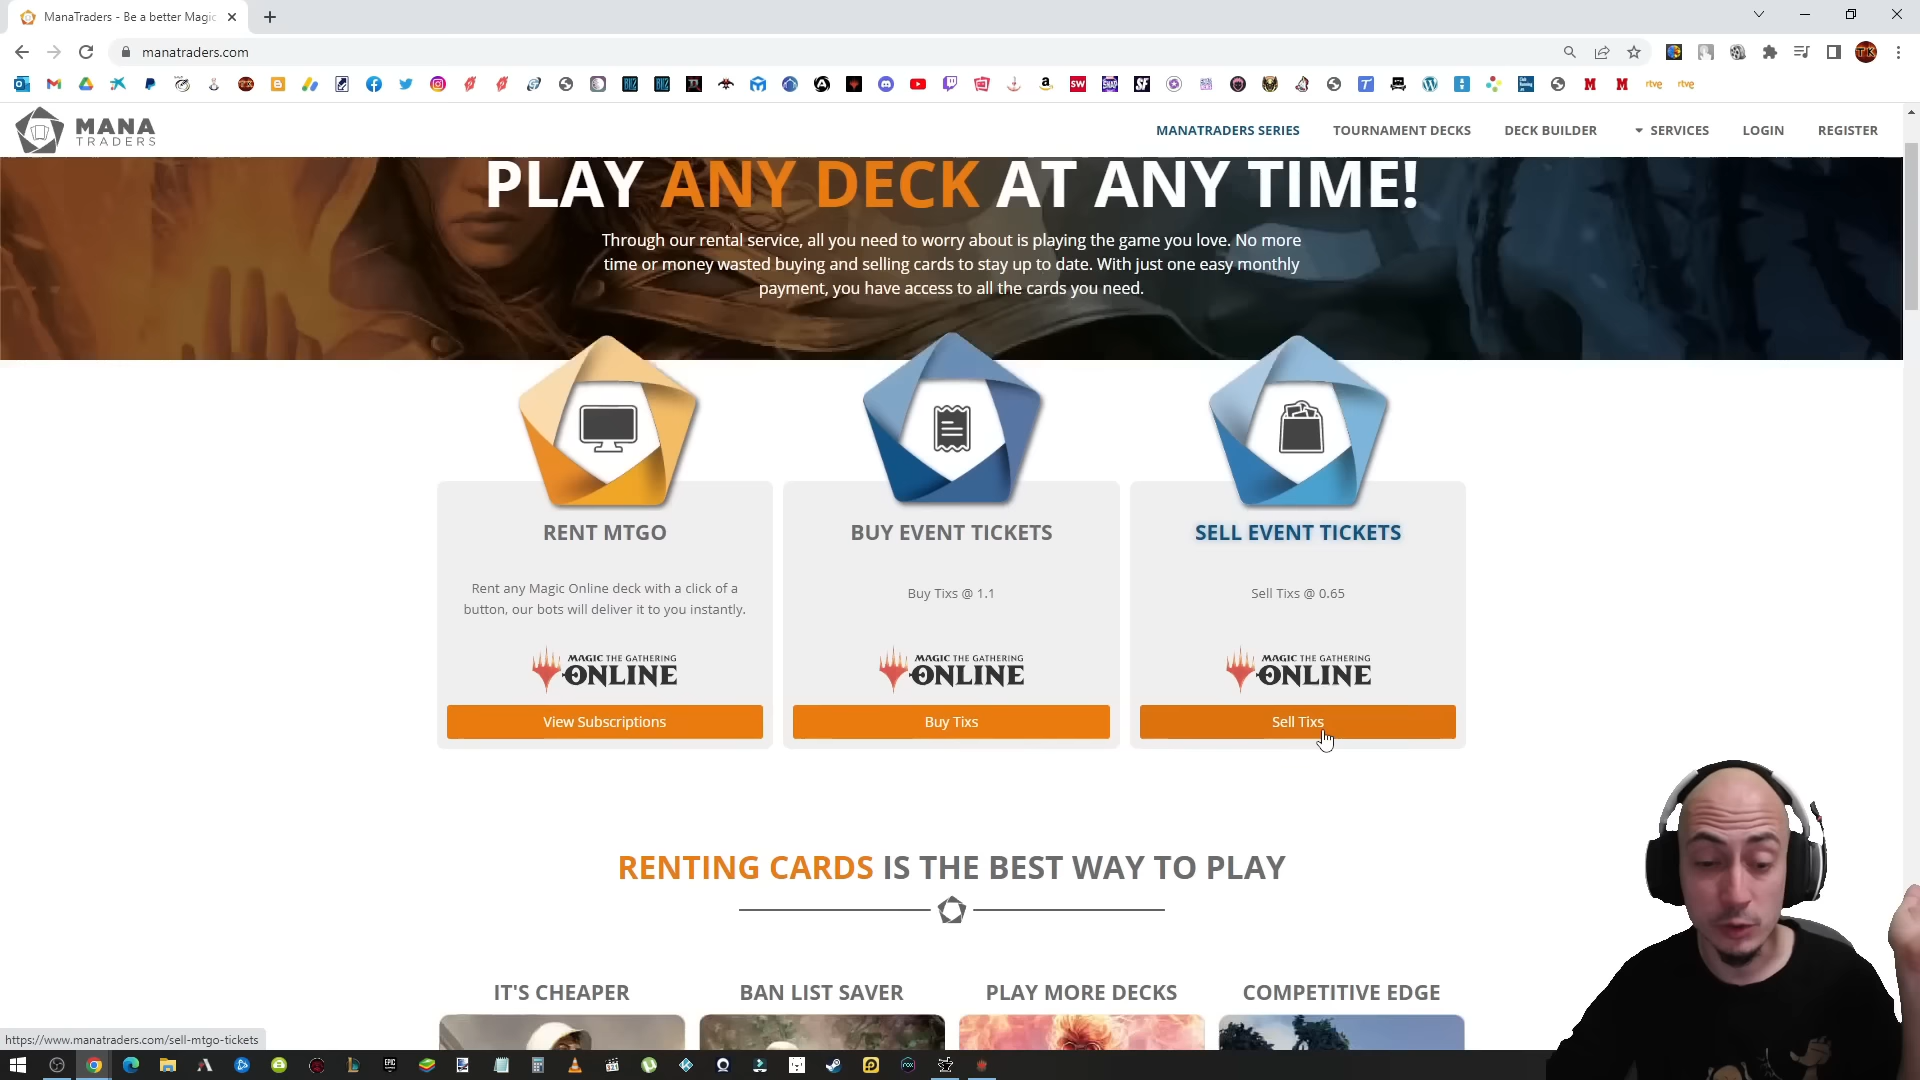 ManaTraders - Be a better Magic
manatraders.com
MANA
TRADERS
MANATRADERS SERIES
TOURNAMENT DECKS
DECK BUILDER
SERVICES
LOGIN
REGISTER
PLAY ANY DECK AT ANY TIME!
Through our rental service, all you need to worry about is playing the game you love. No more
time or money wasted buying and selling cards to stay up to date. With just one easy monthly
payment, you have access to all the cards you need.
RENT MTGO
Rent any Magic Online deck with a click of a
button, our bots will deliver it to you instantly.
MAGIC THE GATHERING
ONLINE
View Subscriptions
BUY EVENT TICKETS
Buy Tixs @ 1.1
MAGIC THE GATHERING
ONLINE
Buy Tixs
SELL EVENT TICKETS
Sell Tixs @ 0.65
MAGIC THE GATHERING
ONLINE
Sell Tixs
RENTING CARDS IS THE BEST WAY TO PLAY
IT'S CHEAPER
BAN LIST SAVER
PLAY MORE DECKS
COMPETITIVE EDGE
https://www.manatraders.com/sell-mtgo-tickets